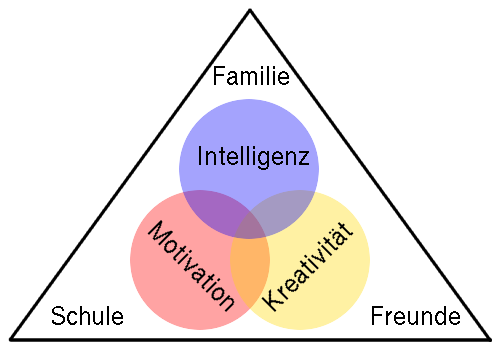 Familie
Intelligenz
Motivation
Kreativität
Schule
Freunde